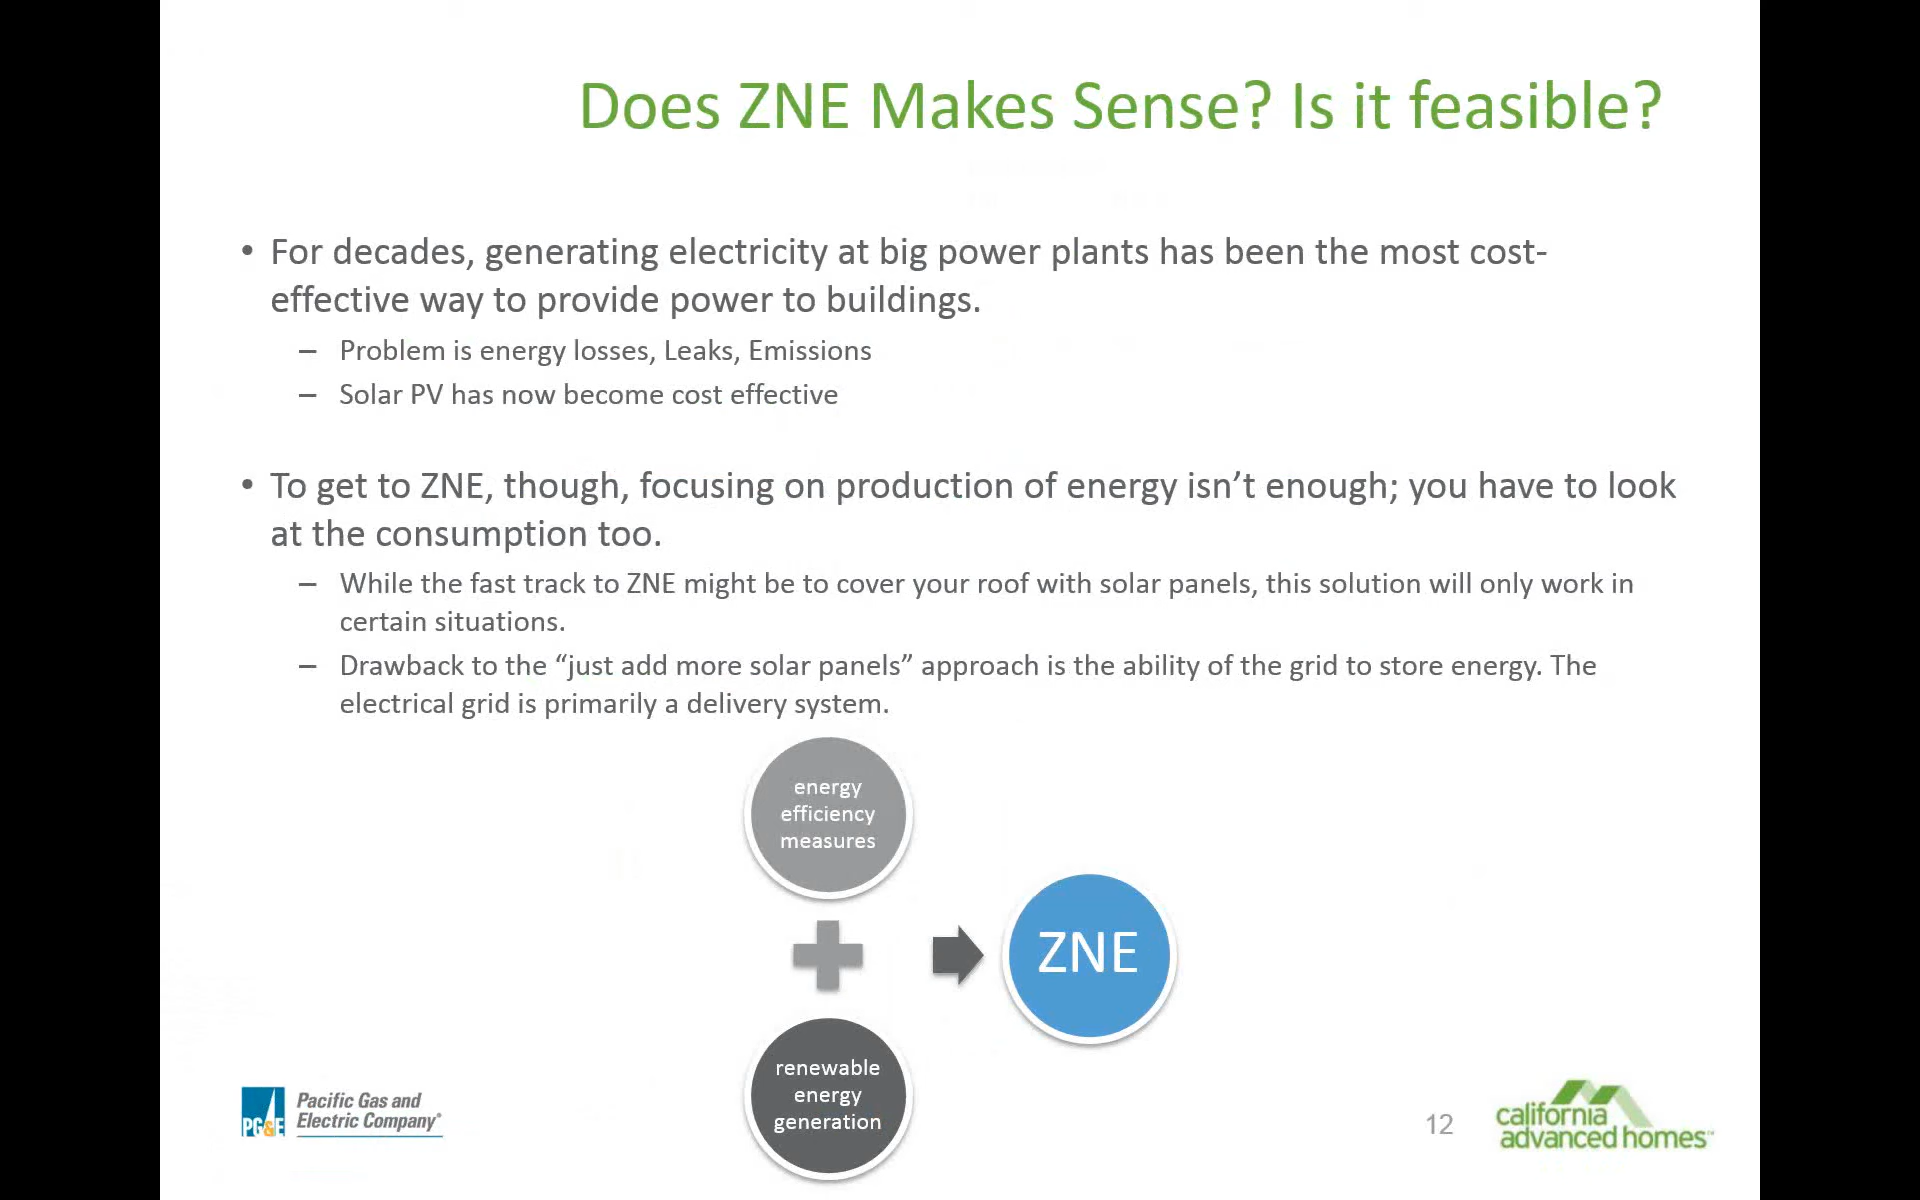 Does ZNE Makes Sense? Is it feasible?
• For decades, generating electricity at big power plants has been the most cost-
effective way to provide power to buildings.
– Problem is energy losses, Leaks, Emissions
– Solar PV has now become cost effective
• To get to ZNE, though, focusing on production of energy isn’t enough; you have to look
at the consumption too.
– While the fast track to ZNE might be to cover your roof with solar panels, this solution will only work in
certain situations.
– Drawback to the “just add more solar panels” approach is the ability of the grid to store energy. The
electrical grid is primarily a delivery system.
energy
efficiency
measures
ZNE
renewable
energy
generation
PG&E
Pacific Gas and
Electric Company®
12
california
advanced homes™